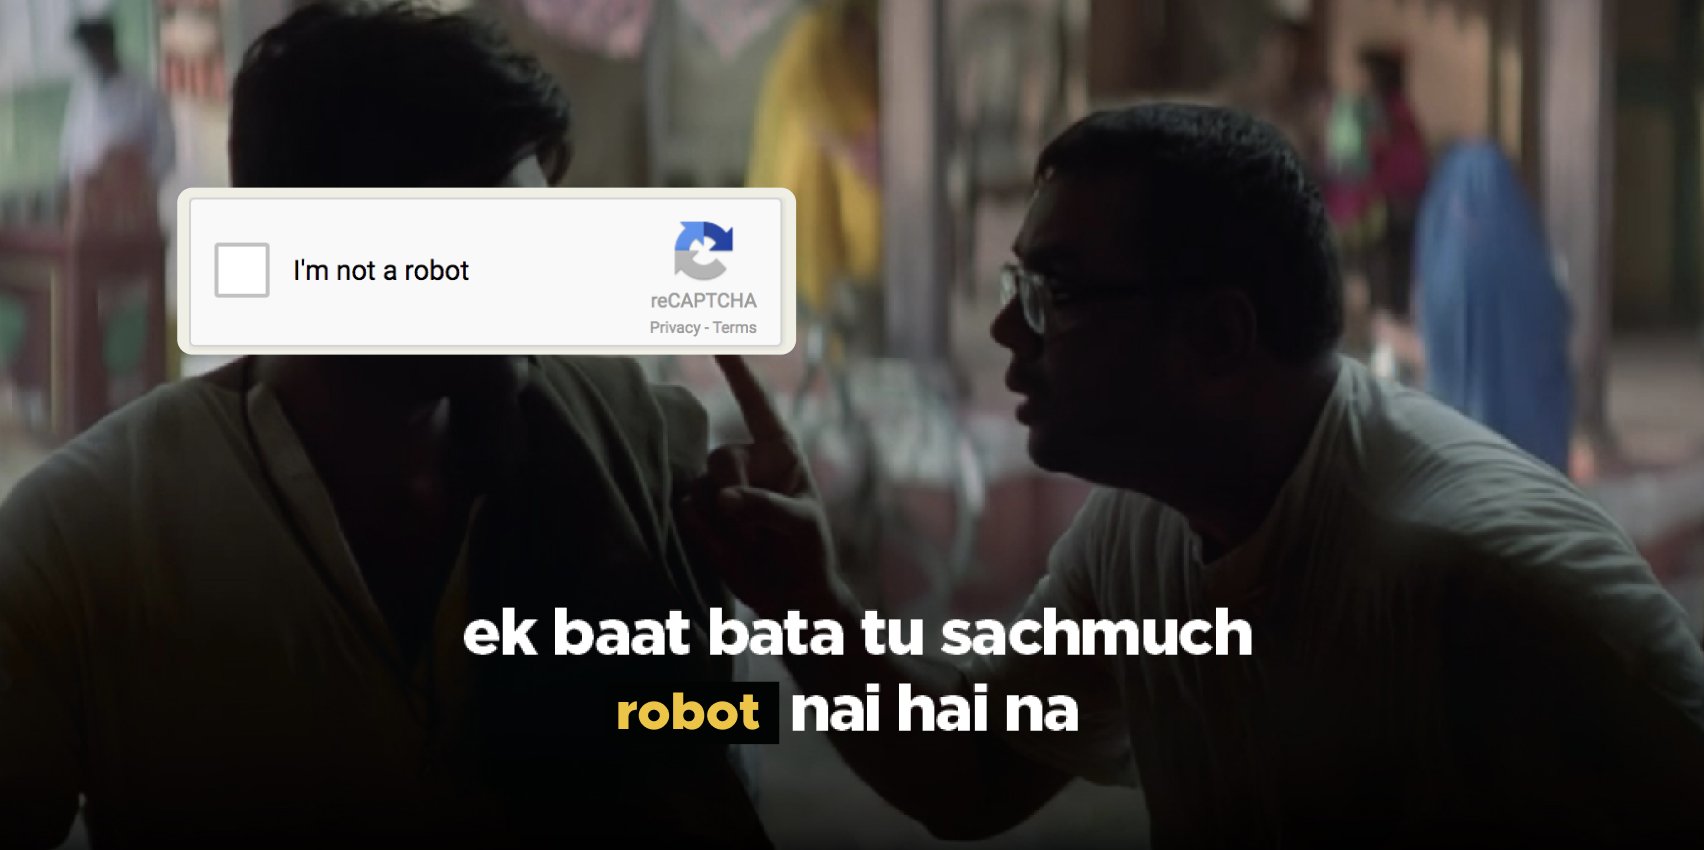 I'm not a robot
reCAPTCHA
Privacy - Terms
ek baat bata tu sachmuch
robot nai hai na